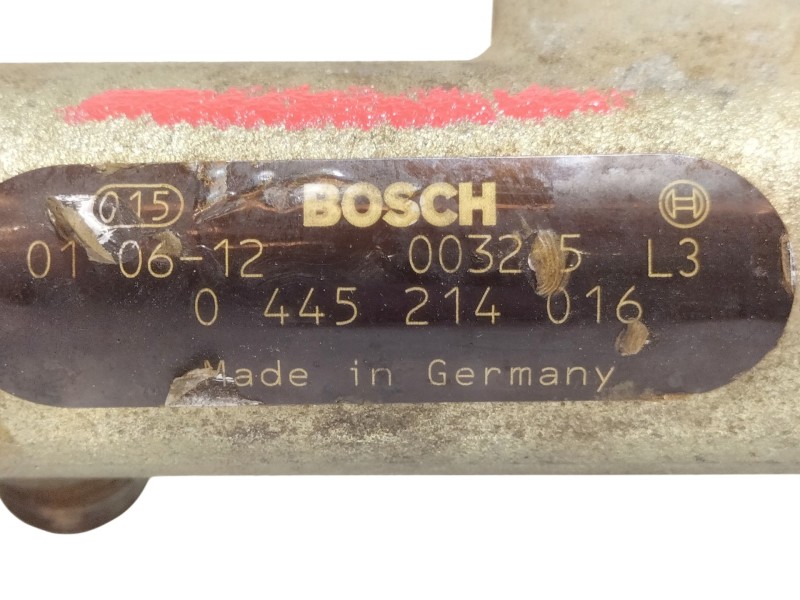 015 BOSCH
01 06-12 L3
0 445 214 016
Made in Germany